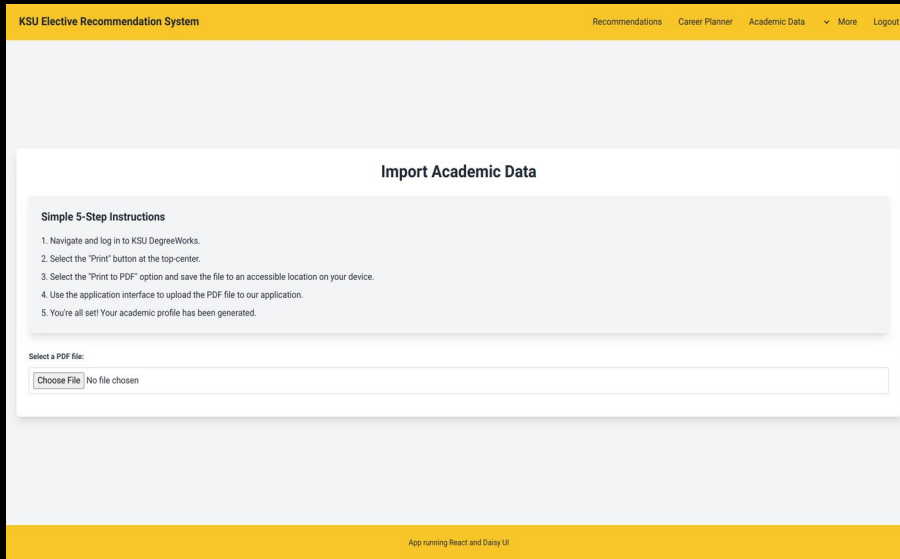 KSU Elective Recommendation System
Recommendations Career Planner Academic Data More Logout
Import Academic Data
Simple 5-Step Instructions
1. Navigate and log in to KSU DegreeWorks.
2. Select the "Print" button at the top-center.
3. Select the "Print to PDF" option and save the file to an accessible location on your device.
4. Use the application interface to upload the PDF file to our application.
5. You're all set! Your academic profile has been generated.
Select a PDF file:
Choose File No file chosen
App running React and Daisy UI